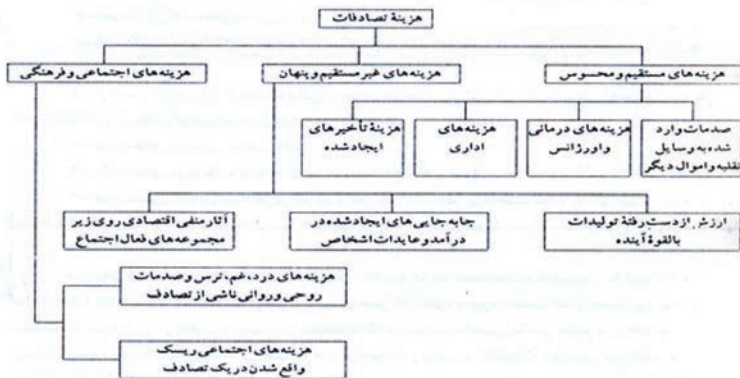 هزینهٔ تصادفات
هزینه‌های مستقیم و محسوس
هزینه‌های غیرمستقیم و پنهان
هزینه‌های اجتماعی و فرهنگی
صدمات وارد
شده به وسایل
نقلیه و اموال دیگر
هزینه‌های درمانی
و اورژانس
هزینه‌های
اداری
هزینهٔ تأخیرهای
ایجاد شده
ارزش از دست رفتهٔ تولیدات
بالقوهٔ آینده
جابه‌جایی‌های ایجاد شده در
درآمد و عایدات اشخاص
آثار منفی اقتصادی روی زیر
مجموعه‌های فعال اجتماع
هزینه‌های درد، غم، ترس و صدمات
روحی و روانی ناشی از تصادف
هزینه‌های اجتماعی ریسک
واقع شدن در یک تصادف